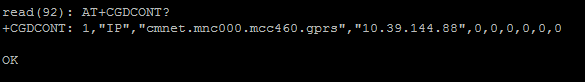 read(92): AT+CGDCONT?
+CGDCONT: 1,"IP","cmnet.mnc000.mcc460.gprs","10.39.144.88",0,0,0,0,0,0
OK